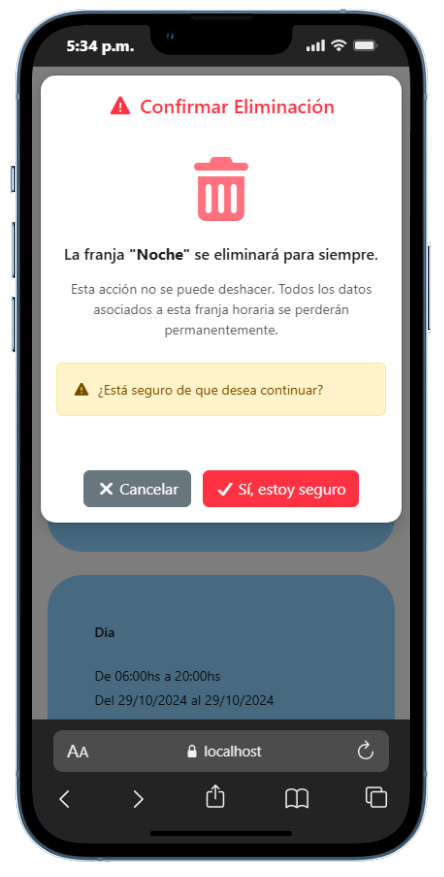 5:34 p.m.
Confirmar Eliminación
La franja "Noche" se eliminará para siempre.
Esta acción no se puede deshacer. Todos los datos
asociados a esta franja horaria se perderán
permanentemente.
¿Está seguro de que desea continuar?
Cancelar
Sí, estoy seguro
Dia
De 06:00hs a 20:00hs
Del 29/10/2024 al 29/10/2024
AA
localhost